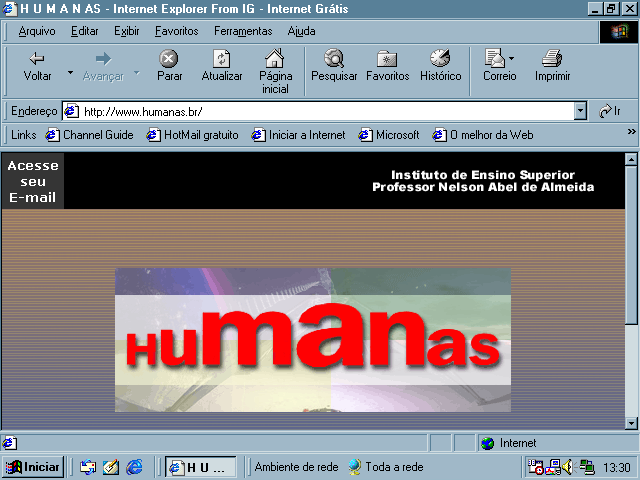 H U M A N AS - Internet Explorer From IG - Internet Grátis
Arquivo Editar Exibir Favoritos Ferramentas Ajuda
Voltar Avançar Parar Atualizar Página inicial Pesquisar Favoritos Histórico Correio Imprimir
Endereço http://www.humanas.br/ Ir
Links Channel Guide HotMail gratuito Iniciar a Internet Microsoft O melhor da Web »
Acesse
seu
E-mail
Instituto de Ensino Superior
Professor Nelson Abel de Almeida
Humanas
Internet
Iniciar H U ... Ambiente de rede Toda a rede 13:30